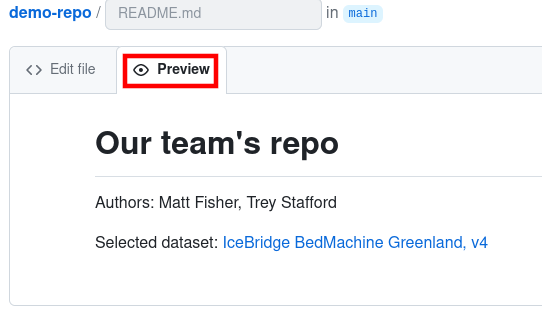 demo-repo / README.md in main
Edit file Preview
Our team's repo
Authors: Matt Fisher, Trey Stafford
Selected dataset: IceBridge BedMachine Greenland, v4